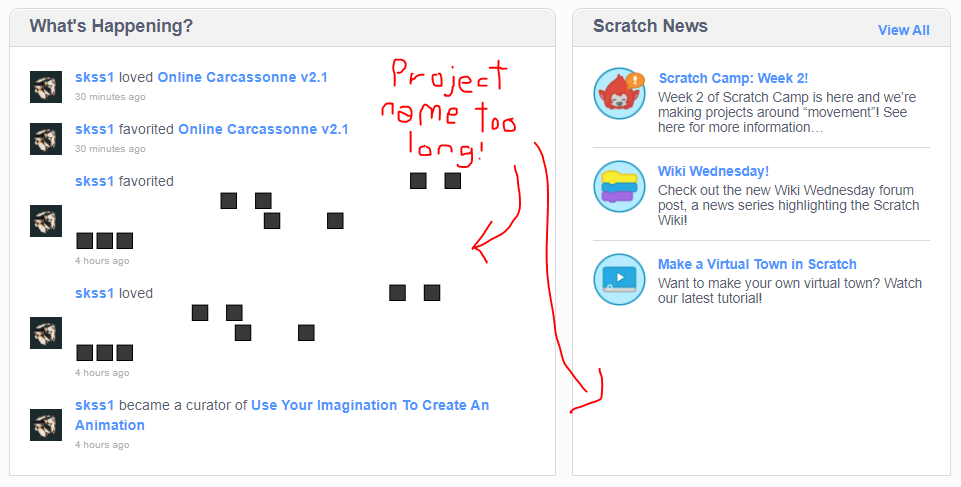 What's Happening?
skss1 loved Online Carcassonne v2.1
30 minutes ago
skss1 favorited Online Carcassonne v2.1
30 minutes ago
skss1 favorited
4 hours ago
skss1 loved
4 hours ago
skss1 became a curator of Use Your Imagination To Create An
Animation
4 hours ago
Project
name too
long!
Scratch News
View All
Scratch Camp: Week 2!
Week 2 of Scratch Camp is here and we're
making projects around “movement”! See
here for more information…
Wiki Wednesday!
Check out the new Wiki Wednesday forum
post, a news series highlighting the Scratch
Wiki!
Make a Virtual Town in Scratch
Want to make your own virtual town? Watch
our latest tutorial!